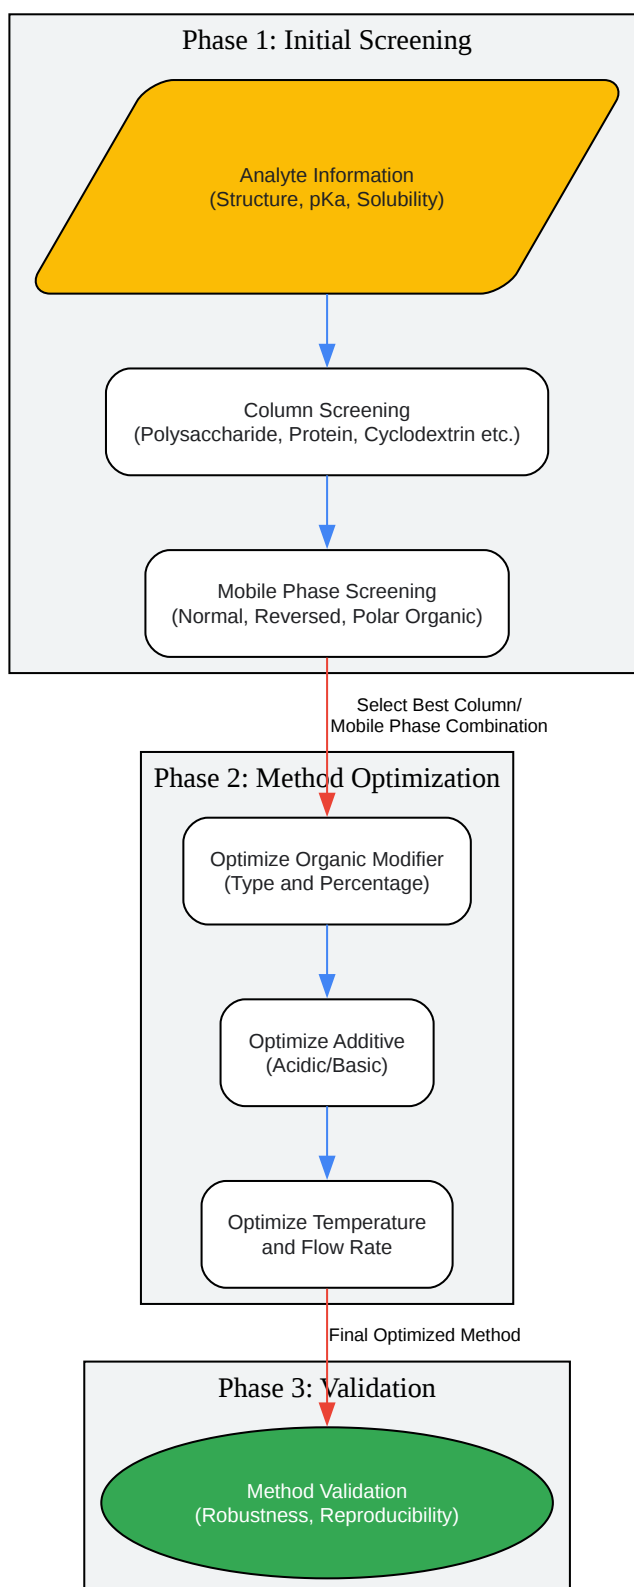 Phase 1: Initial Screening
Analyte Information
(Structure, pKa, Solubility)
Column Screening
(Polysaccharide, Protein, Cyclodextrin etc.)
Mobile Phase Screening
(Normal, Reversed, Polar Organic)
Select Best Column/
Mobile Phase Combination
Phase 2: Method Optimization
Optimize Organic Modifier
(Type and Percentage)
Optimize Additive
(Acidic/Basic)
Optimize Temperature
and Flow Rate
Final Optimized Method
Phase 3: Validation
Method Validation
(Robustness, Reproducibility)